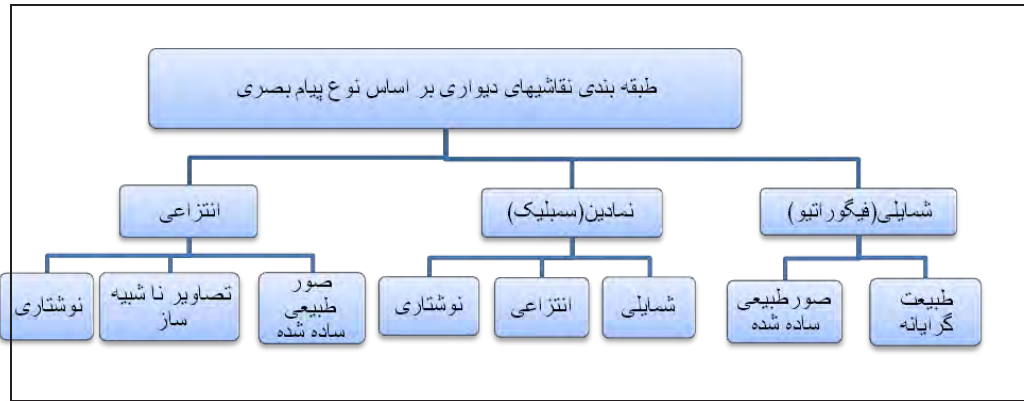 طبقه بندی نقاشیهای دیواری بر اساس نوع پیام بصری
شمایلی(فیگوراتیو)
نمادین(سمبلیک)
انتزاعی
طبیعت
گرایانه
صورطبیعی
ساده شده
شمایلی
انتزاعی
نوشتاری
صور
طبیعی
ساده شده
تصاویر نا شبیه
ساز
نوشتاری